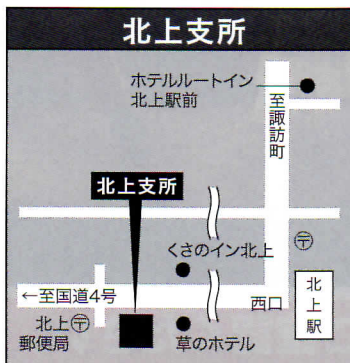 北上支所
ホテルルートイン
北上駅前
至諏訪町
北上支所
くさのイン北上
〒
←至国道4号
西口
北上駅
北上〒
郵便局
草のホテル